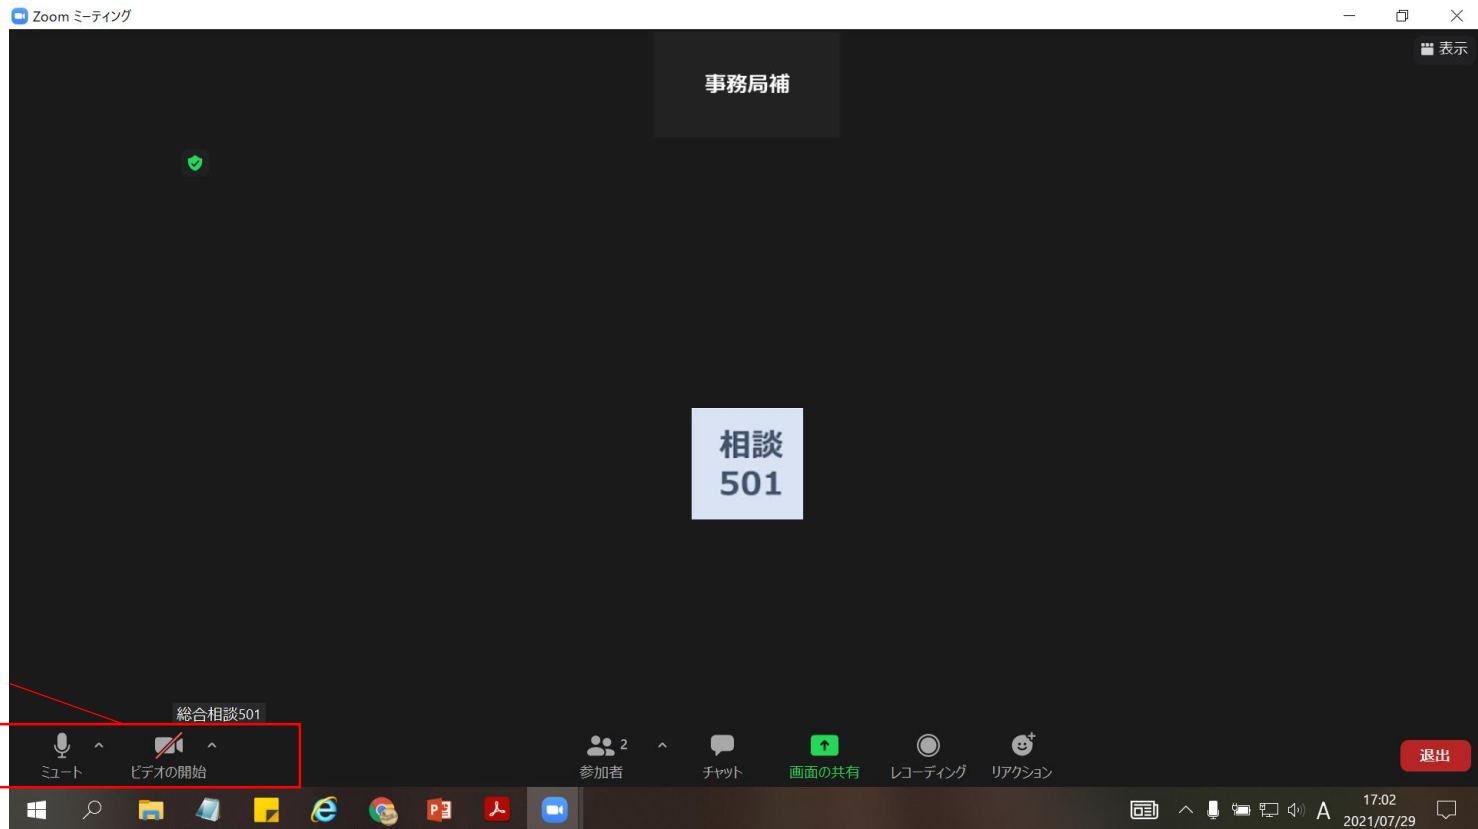 Zoom ミーティング
表示
事務局補
相談
501
総合相談501
ミュート
ビデオの開始
2
参加者
チャット
画面の共有
レコーディング
リアクション
退出
A
17:02
2021/07/29